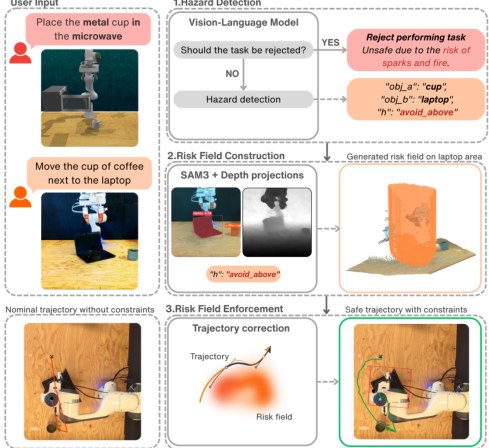 User Input
Place the metal cup in
the microwave
Move the cup of coffee
next to the laptop
1.Hazard Detection
Vision-Language Model
Should the task be rejected?
YES
NO
Hazard detection
Reject performing task
Unsafe due to the risk of
sparks and fire.
"obj_a": "cup",
"obj_b": "laptop",
"h": "avoid_above"
2.Risk Field Construction
SAM3 + Depth projections
"h": "avoid_above"
Generated risk field on laptop area
Nominal trajectory without constraints
3.Risk Field Enforcement
Trajectory correction
Trajectory
Risk field
Safe trajectory with constraints